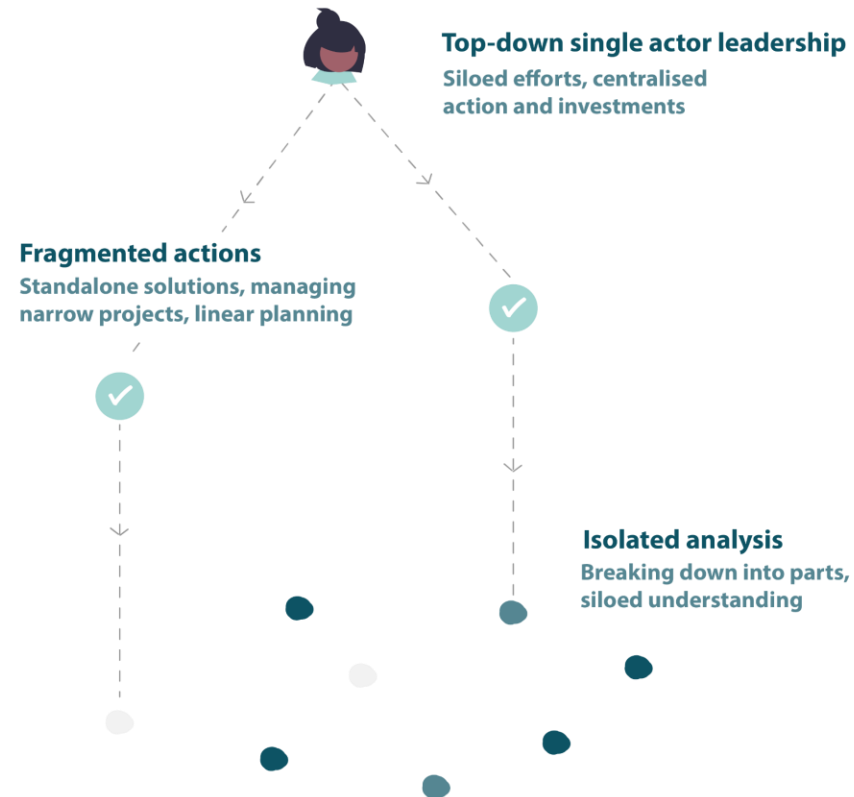 Top-down single actor leadership
Siloed efforts, centralised
action and investments
Fragmented actions
Standalone solutions, managing
narrow projects, linear planning
Isolated analysis
Breaking down into parts,
siloed understanding